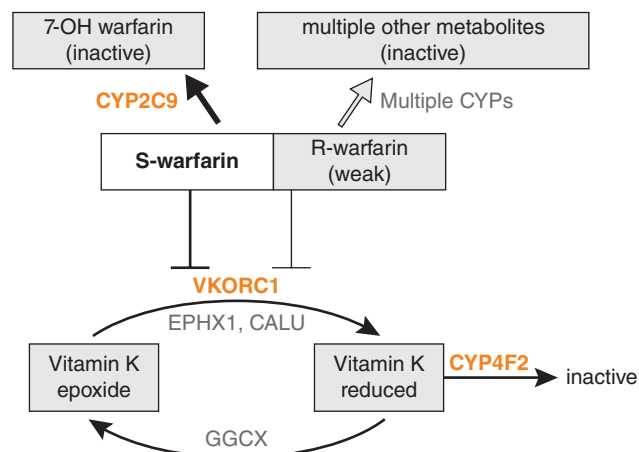 7-OH warfarin
(inactive)
multiple other metabolites
(inactive)
CYP2C9
Multiple CYPs
S-warfarin
R-warfarin
(weak)
VKORC1
EPHX1, CALU
Vitamin K
epoxide
Vitamin K
reduced
CYP4F2
inactive
GGCX